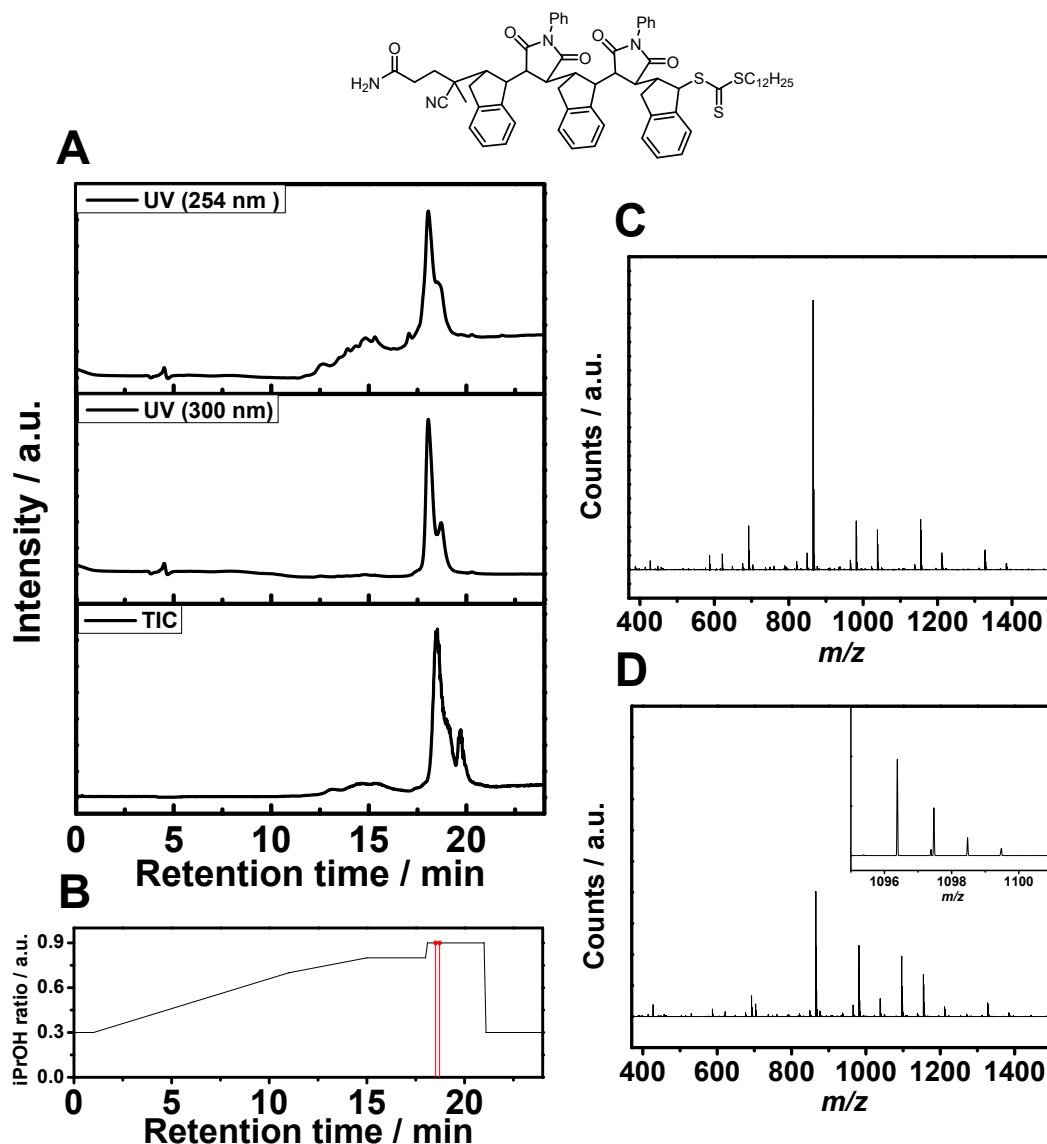 Ph
Ph
O
N
O
O
N
O
O
H₂N
NC
S
SC₁₂H₂₅
S
A
UV (254 nm )
UV (300 nm)
TIC
Intensity / a.u.
0 5 10 15 20
Retention time / min
B
iPrOH ratio / a.u.
0.9
0.6
0.3
0.0
0 5 10 15 20
Retention time / min
C
Counts / a.u.
400 600 800 1000 1200 1400
m/z
D
Counts / a.u.
1096 1098 1100
m/z
400 600 800 1000 1200 1400
m/z